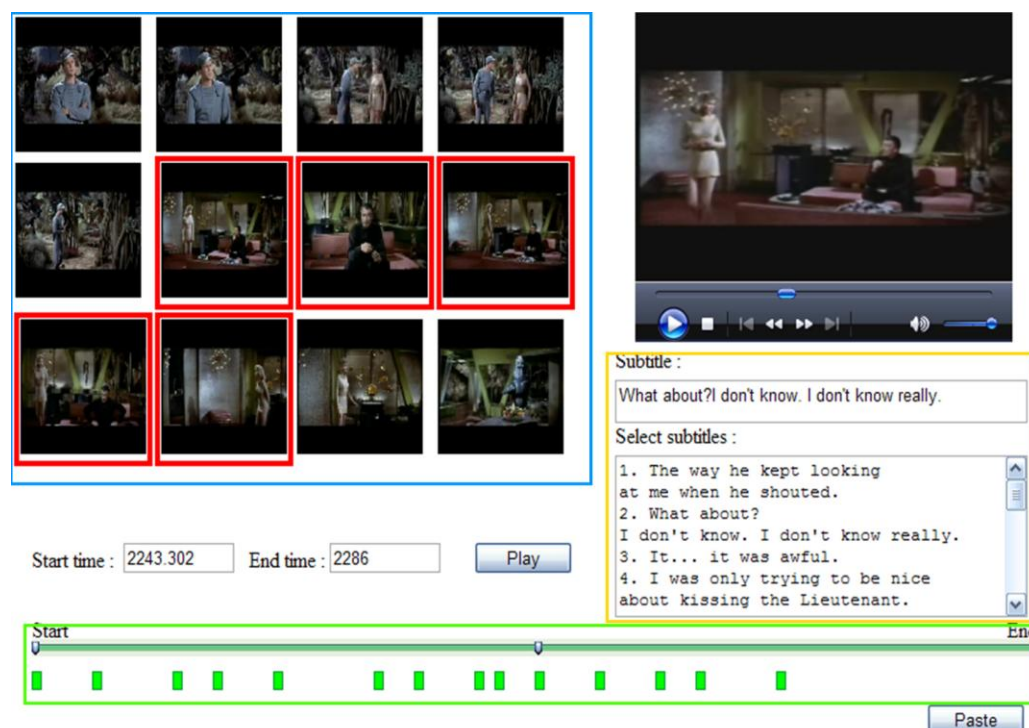 Subtitle :
What about?I don't know. I don't know really.
Select subtitles :
1. The way he kept looking
at me when he shouted.
2. What about?
I don't know. I don't know really.
3. It... it was awful.
4. I was only trying to be nice
about kissing the Lieutenant.
Start time : 2243.302 End time : 2286 Play
Start En
Paste